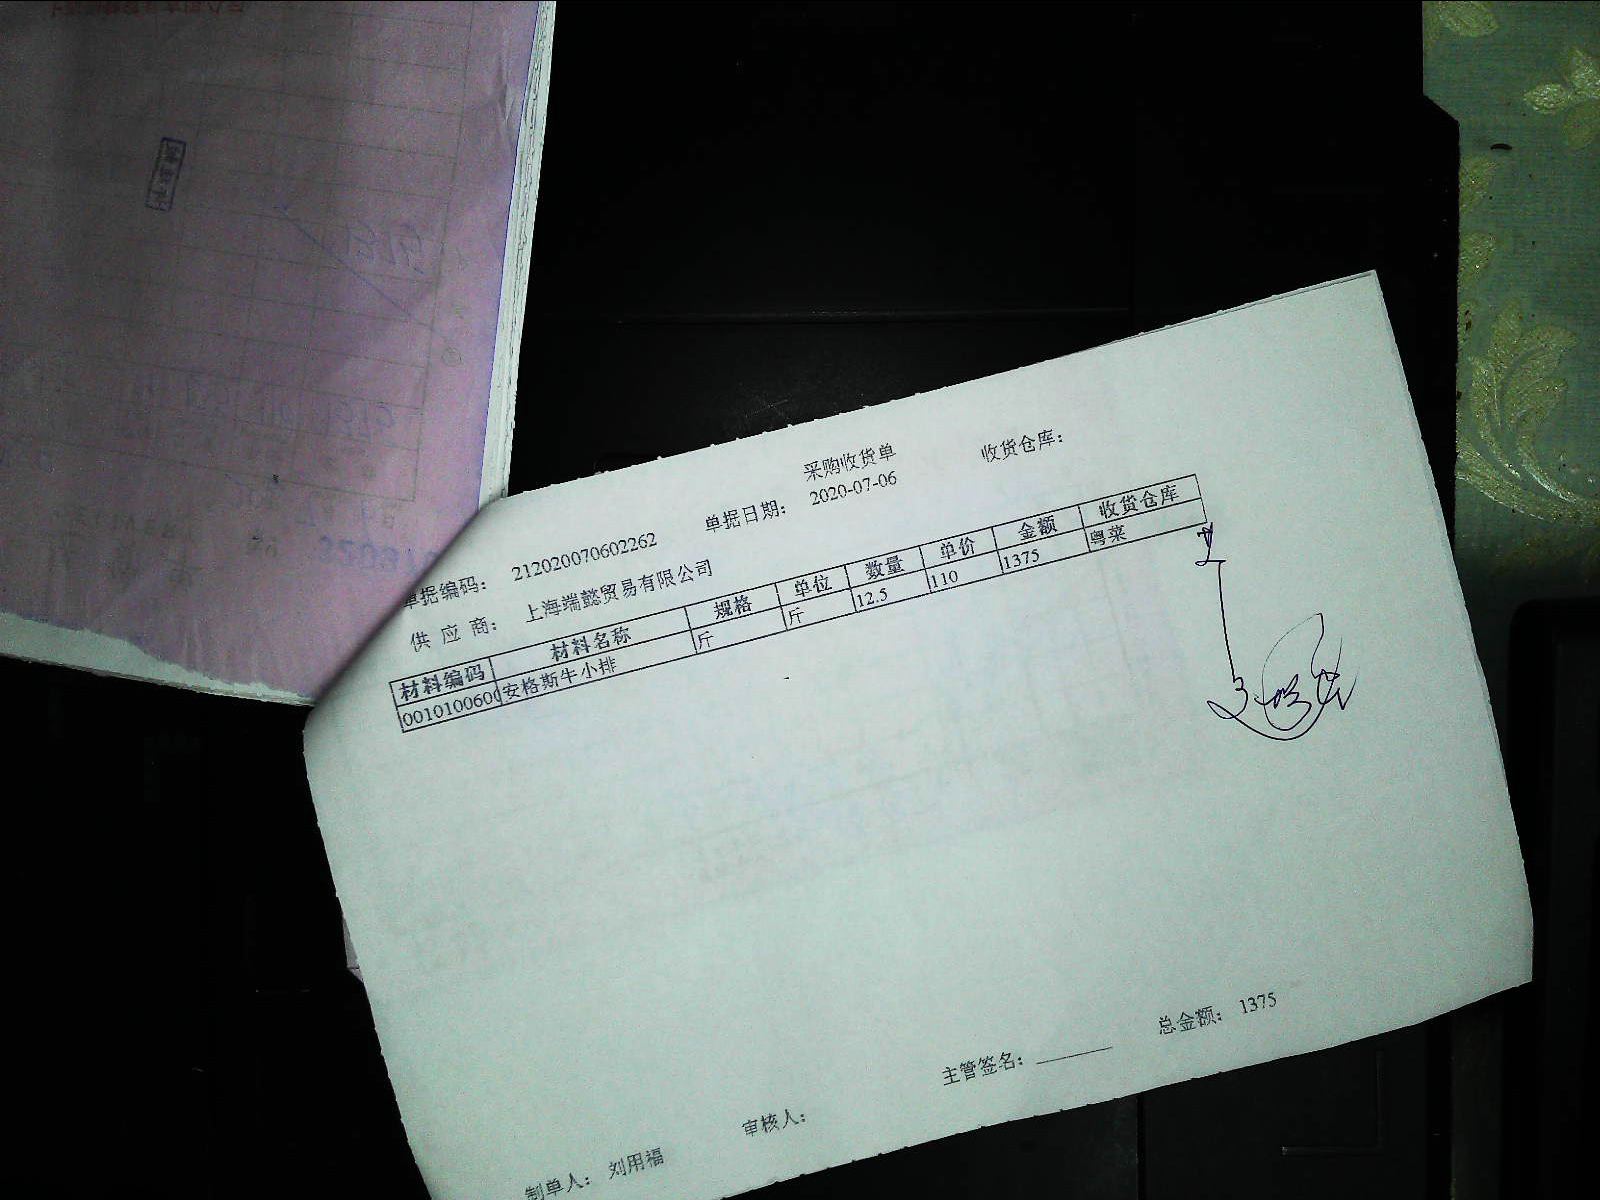 采购收货单
收货仓库：
单据编码： 212020070602262 单据日期： 2020-07-06
供 应 商： 上海端懿贸易有限公司
材料编码 材料名称 规格 单位 数量 单价 金额 收货仓库
0010100600 安格斯牛小排 斤 斤 12.5 110 1375 粤菜
总金额： 1375
主管签名：
审核人：
制单人： 刘用福